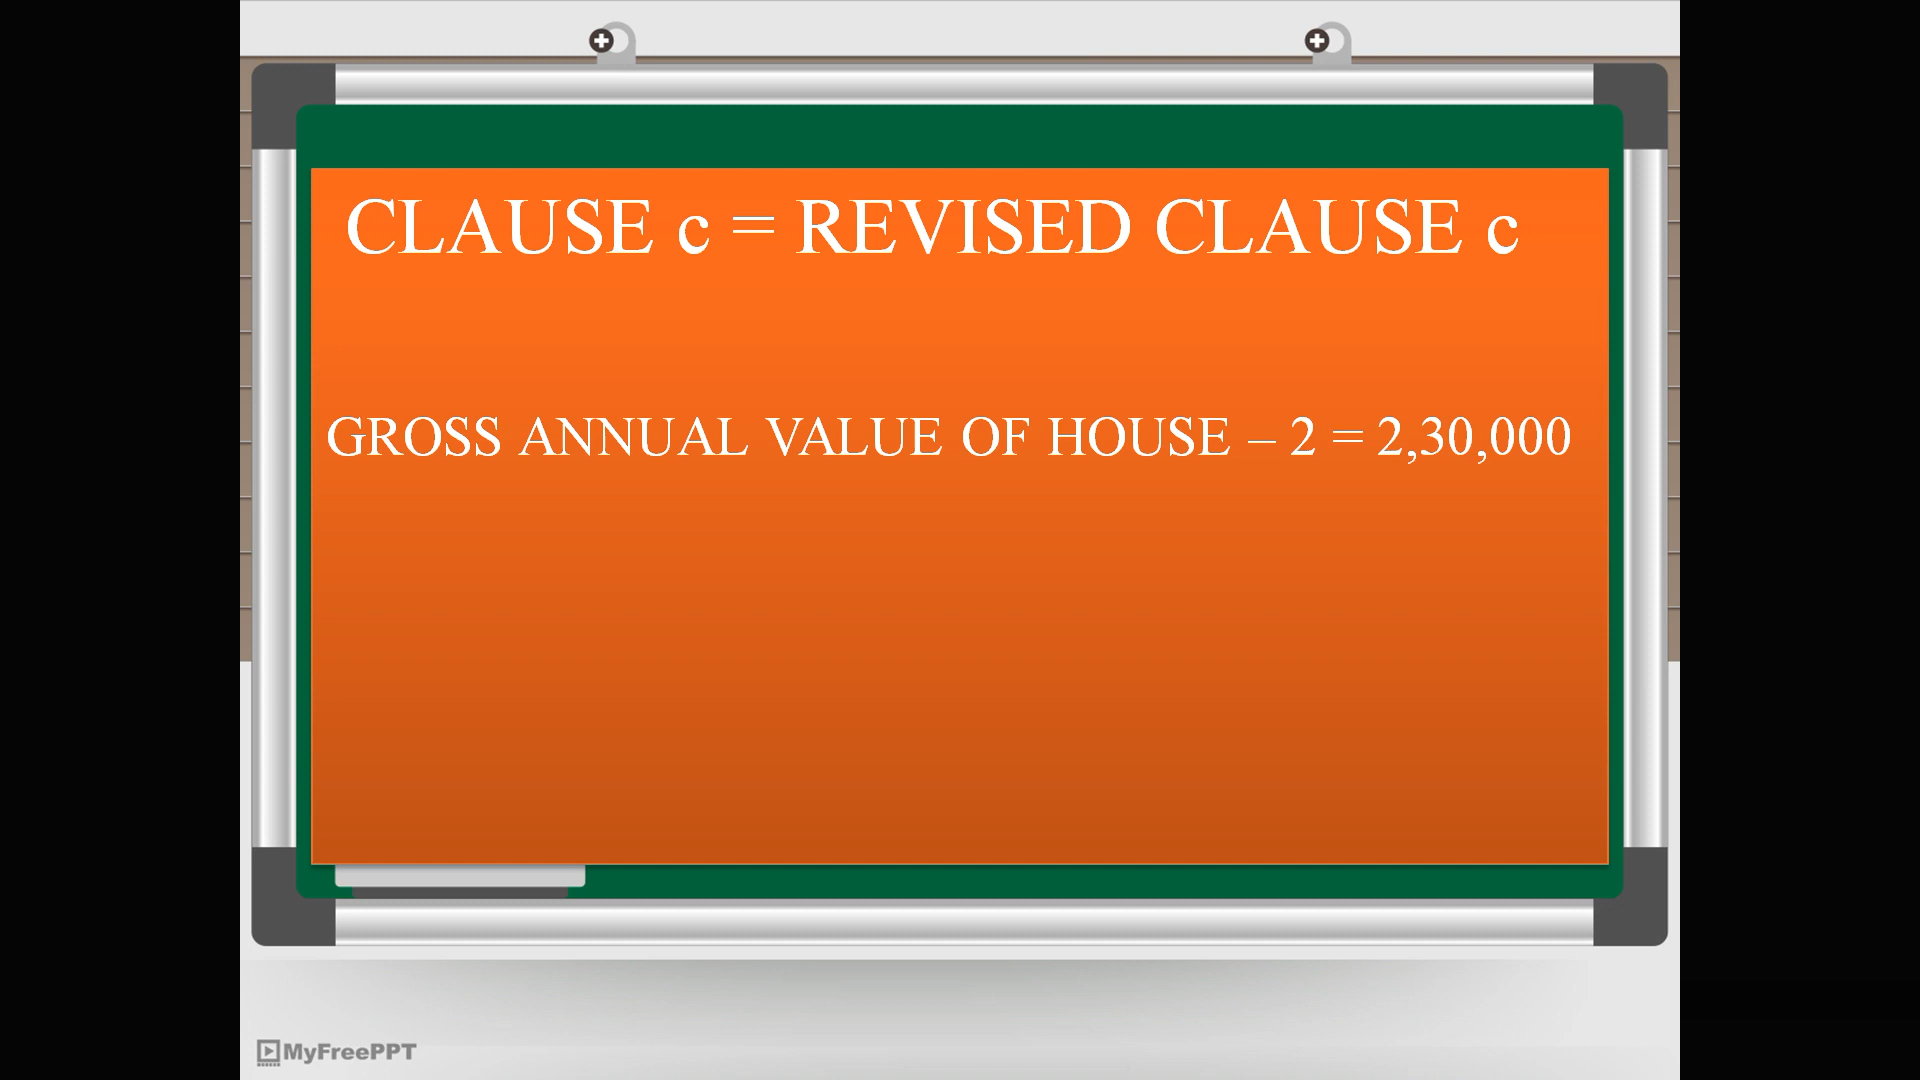 CLAUSE c = REVISED CLAUSE c
GROSS ANNUAL VALUE OF HOUSE – 2 = 2,30,000
MyFreePPT